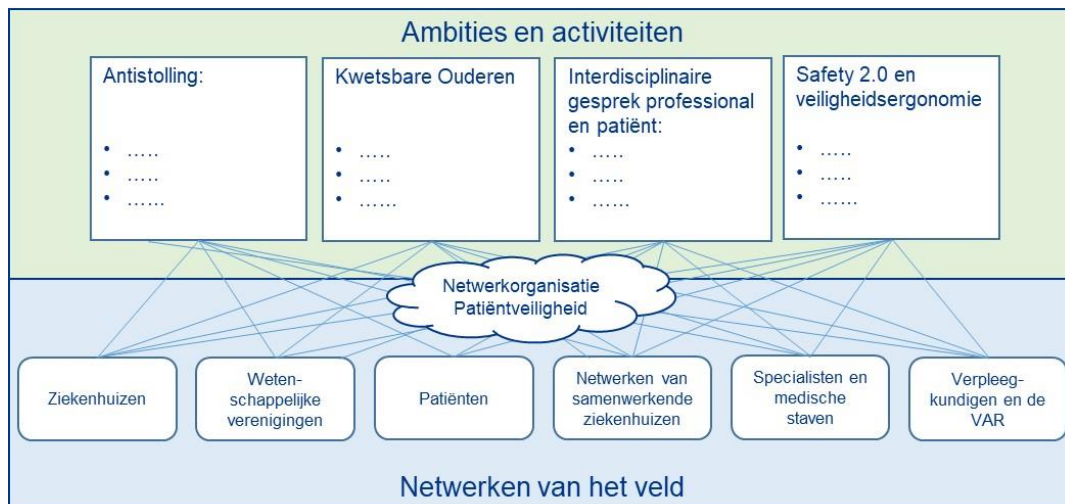 Ambities en activiteiten
Antistolling:
• …..
• …..
• ……
Kwetsbare Ouderen
• …..
• …..
• ……
Interdisciplinaire
gesprek professional
en patiënt:
• …..
• …..
• ……
Safety 2.0 en
veiligheidsergonomie
• …..
• …..
• ……
Netwerkorganisatie
Patiëntveiligheid
Ziekenhuizen
Weten-
schappelijke
verenigingen
Patiënten
Netwerken van
samenwerkende
ziekenhuizen
Specialisten en
medische
staven
Verpleeg-
kundigen en de
VAR
Netwerken van het veld